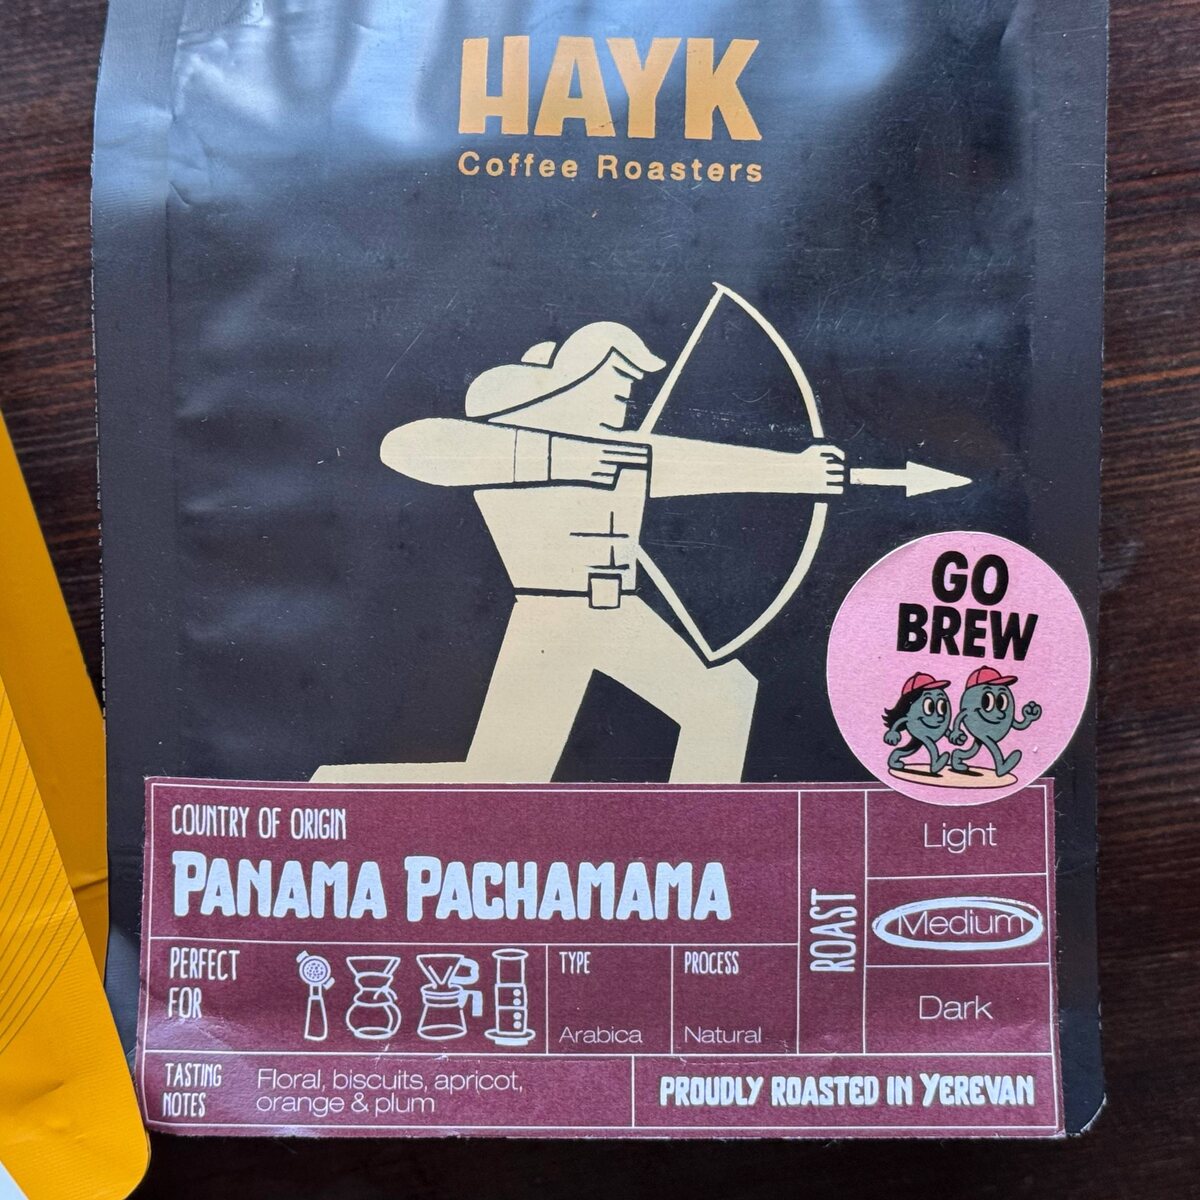 HAYK
Coffee Roasters
GO
BREW
COUNTRY OF ORIGIN
PANAMA PACHAMAMA
PERFECT
FOR
TYPE
Arabica
PROCESS
Natural
ROAST
Light
Medium
Dark
TASTING
NOTES
Floral, biscuits, apricot,
orange & plum
PROUDLY ROASTED IN YEREVAN